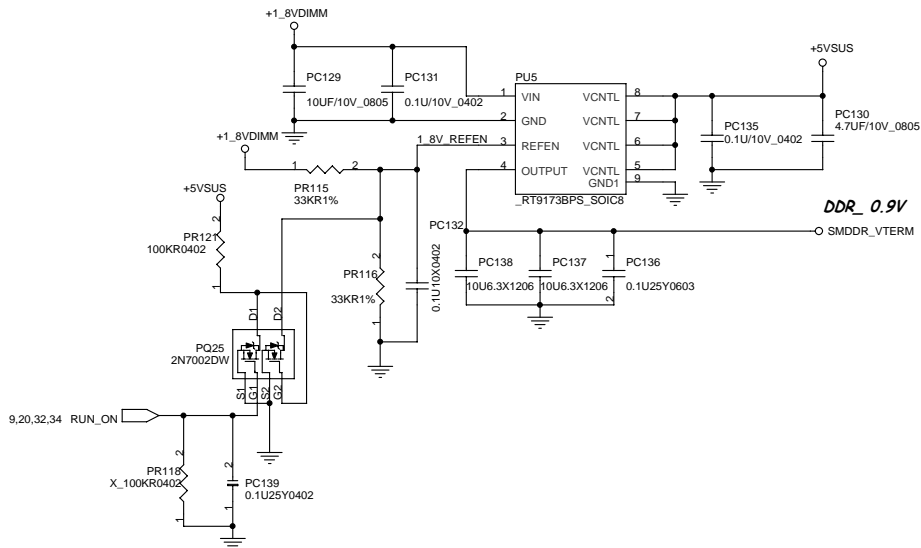 +1_8VDIMM
+5VSUS
PC129
10UF/10V_0805
PC131
0.1U/10V_0402
PU5
1 VIN VCNTL 8
2 GND VCNTL 7
3 REFEN VCNTL 6
4 OUTPUT VCNTL 5
GND1 9
_RT9173BPS_SOIC8
PC135
0.1U/10V_0402
PC130
4.7UF/10V_0805
+1_8VDIMM
1_8V_REFEN
1 2
PR115
33KR1%
+5VSUS
2
PR121
100KR0402
1
PC132
0.1U10X0402
DDR_ 0.9V
SMDDR_VTERM
PC138
10U6.3X1206
PC137
10U6.3X1206
1
PC136
0.1U25Y0603
2
2
PR116
33KR1%
1
D1
D2
PQ25
2N7002DW
S1
G1
S2
G2
9,20,32,34 RUN_ON
2
PR118
X_100KR0402
1
2
PC139
0.1U25Y0402
1